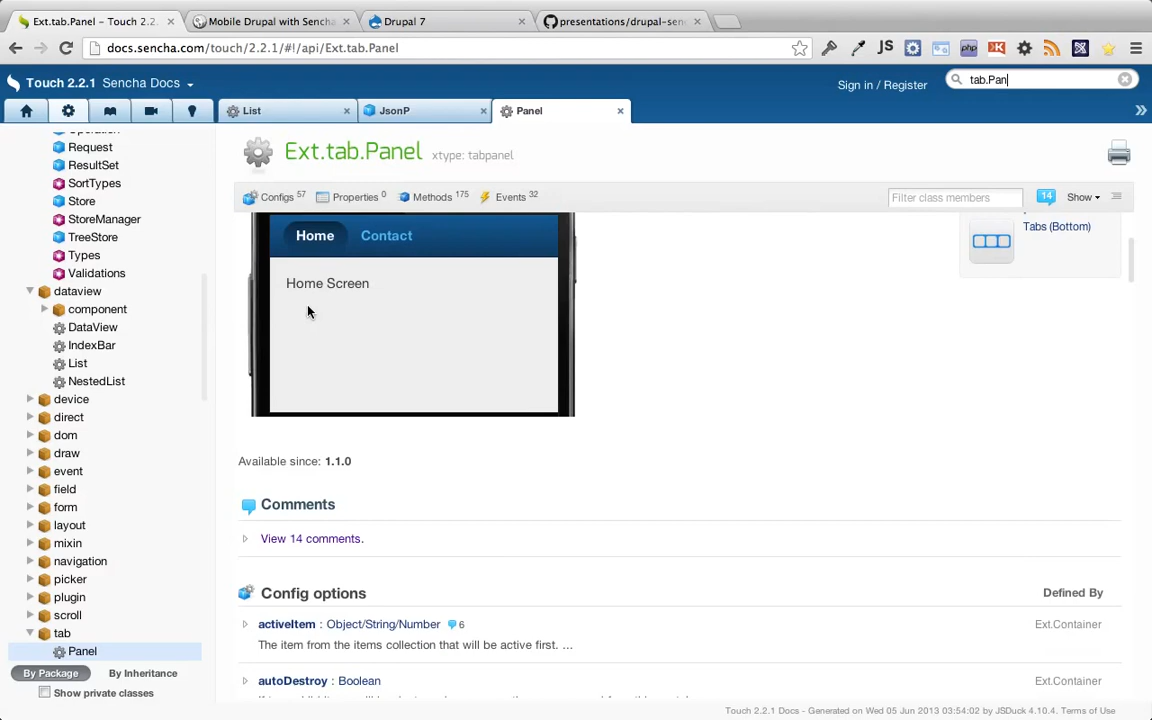 Ext.tab.Panel – Touch 2.2.
Mobile Drupal with Sencha
Drupal 7
presentations/drupal-sen
docs.sencha.com/touch/2.2.1/#!/api/Ext.tab.Panel
JS
php
Touch 2.2.1 Sencha Docs
Sign in / Register
tab.Pan
List
JsonP
Panel
Operation
Request
ResultSet
SortTypes
Store
StoreManager
TreeStore
Types
Validations
dataview
component
DataView
IndexBar
List
NestedList
device
direct
dom
draw
event
field
form
layout
mixin
navigation
picker
plugin
scroll
tab
Panel
By Package
By Inheritance
Show private classes
Ext.tab.Panel xtype: tabpanel
Configs 57
Properties 0
Methods 175
Events 32
Filter class members
14
Show
Home
Contact
Home Screen
Tabs (Bottom)
Available since: 1.1.0
Comments
View 14 comments.
Config options
Defined By
activeItem : Object/String/Number 6
Ext.Container
The item from the items collection that will be active first. ...
autoDestroy : Boolean
Ext.Container
Touch 2.2.1 Docs - Generated on Wed 05 Jun 2013 03:54:02 by JSDuck 4.10.4. Terms of Use